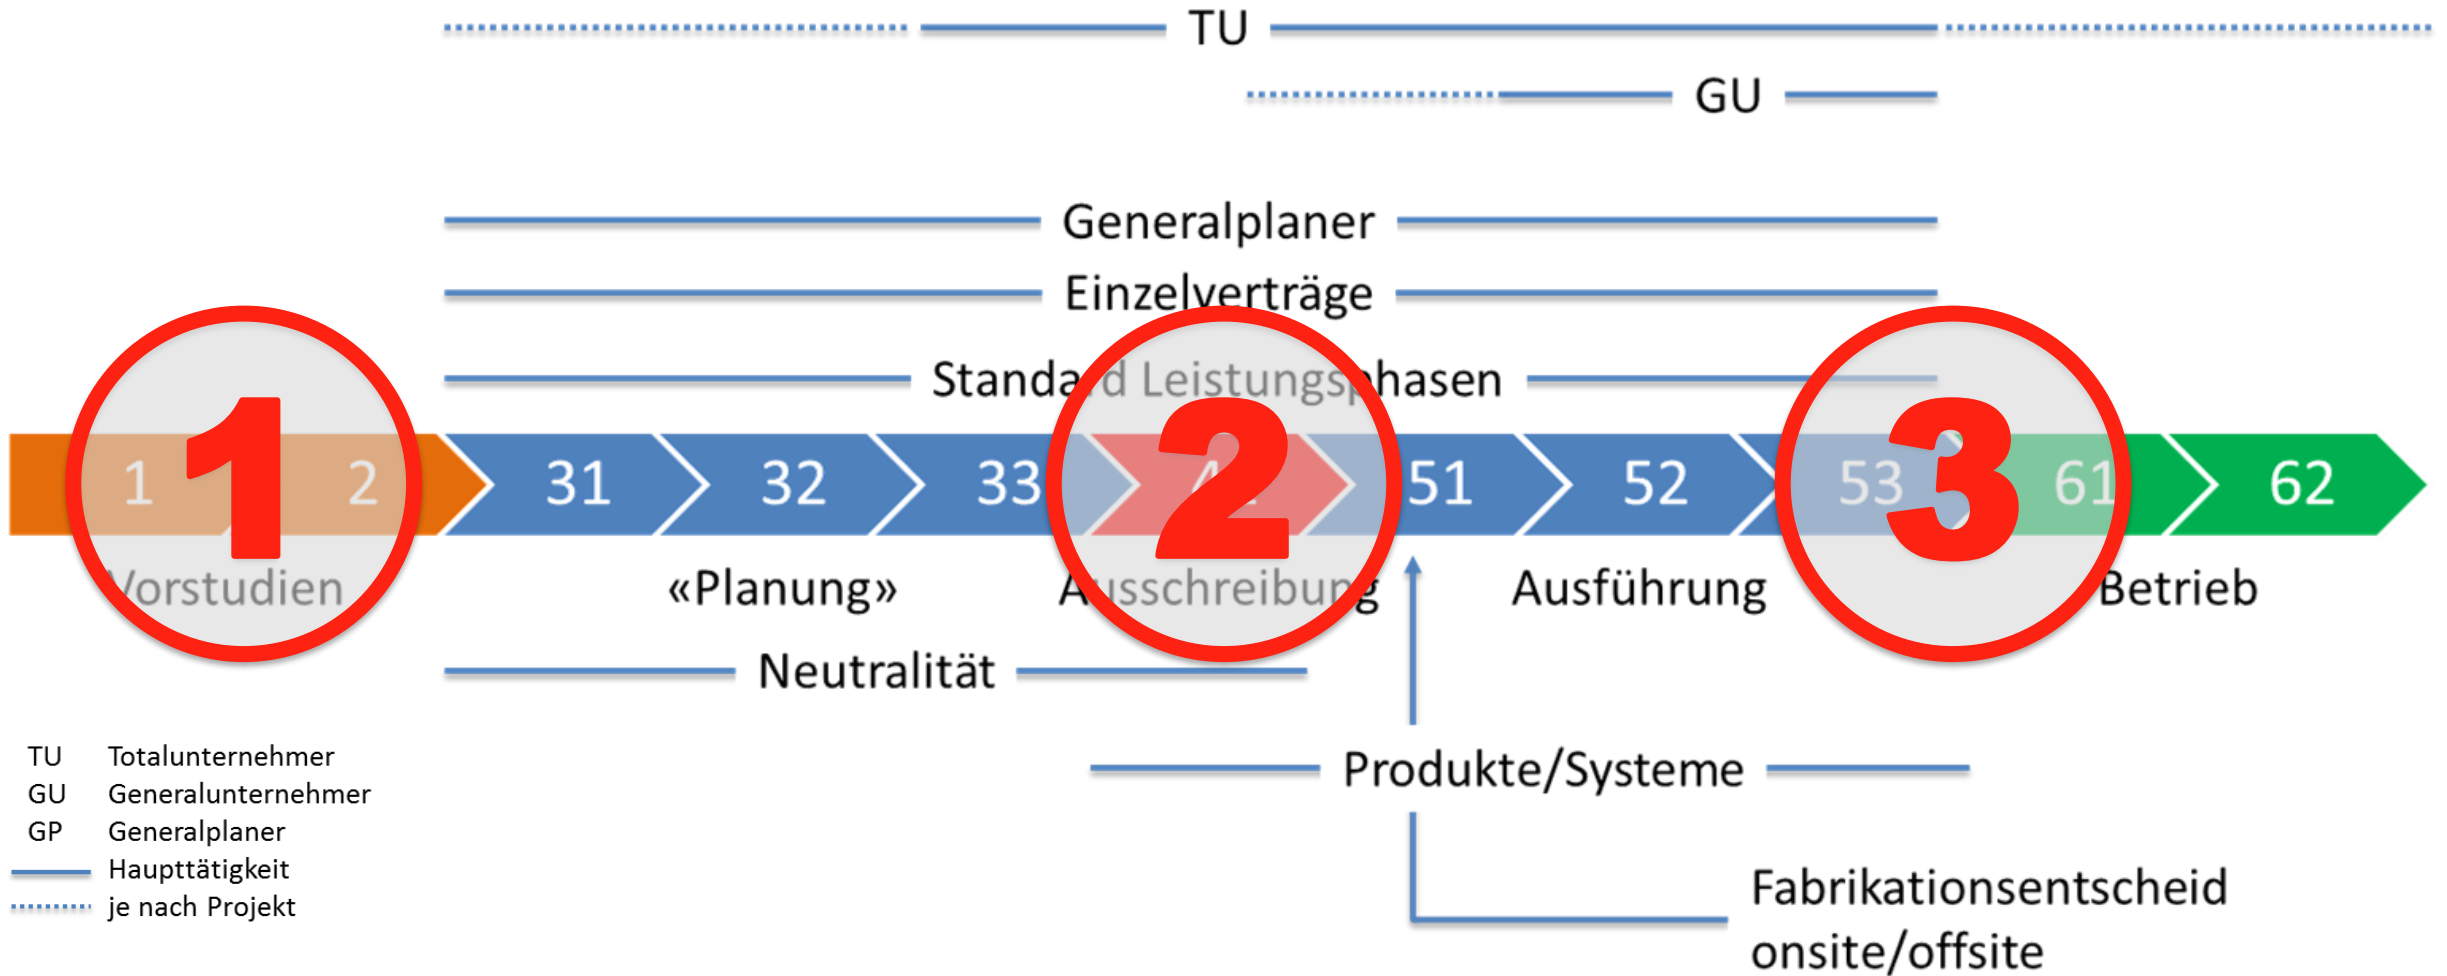 TU
GU
Generalplaner
Einzelverträge
Standard Leistungsphasen
1 2 31 32 33 51 52 53 61 62
1 2 3
Vorstudien «Planung» Ausschreibung Ausführung Betrieb
Neutralität
Produkte/Systeme
TU Totalunternehmer
GU Generalunternehmer
GP Generalplaner
Haupttätigkeit
je nach Projekt
Fabrikationsentscheid
onsite/offsite